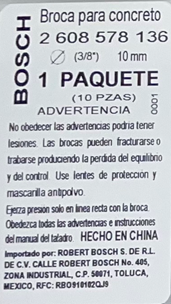 BOSCH
Broca para concreto
2 608 578 136
(3/8") 10 mm
1 PAQUETE
(10 PZAS)
0001
ADVERTENCIA
No obedecer las advertencias podria tener
lesiones. Las brocas pueden fracturarse o
trabarse produciendo la perdida del equilibrio
y del control. Use lentes de protección y
mascarilla antipolvo.
Ejerza presión solo en linea recta con la broca.
Obedezca todas las advertencias e instrucciones
del manual del taladro. HECHO EN CHINA
Importado por: ROBERT BOSCH S. DE R.L.
DE C.V. CALLE ROBERT BOSCH No. 405,
ZONA INDUSTRIAL, C.P. 50071, TOLUCA,
MEXICO, RFC: RBO910102QJ9